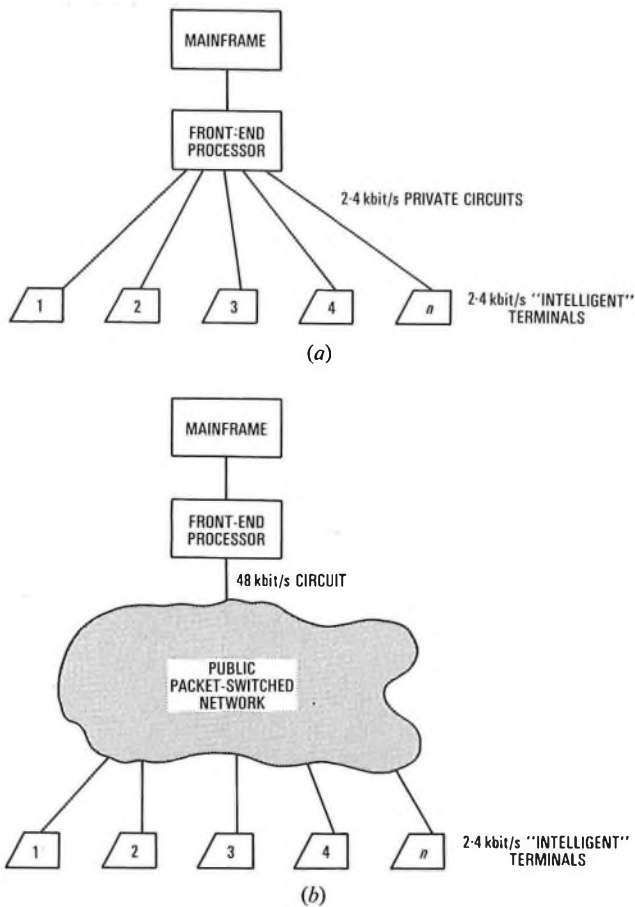 MAINFRAME
FRONT-END
PROCESSOR
2·4 kbit/s PRIVATE CIRCUITS
1
2
3
4
n
2·4 kbit/s "INTELLIGENT"
TERMINALS
(a)
MAINFRAME
FRONT-END
PROCESSOR
48 kbit/s CIRCUIT
PUBLIC
PACKET-SWITCHED
NETWORK
1
2
3
4
n
2·4 kbit/s "INTELLIGENT"
TERMINALS
(b)